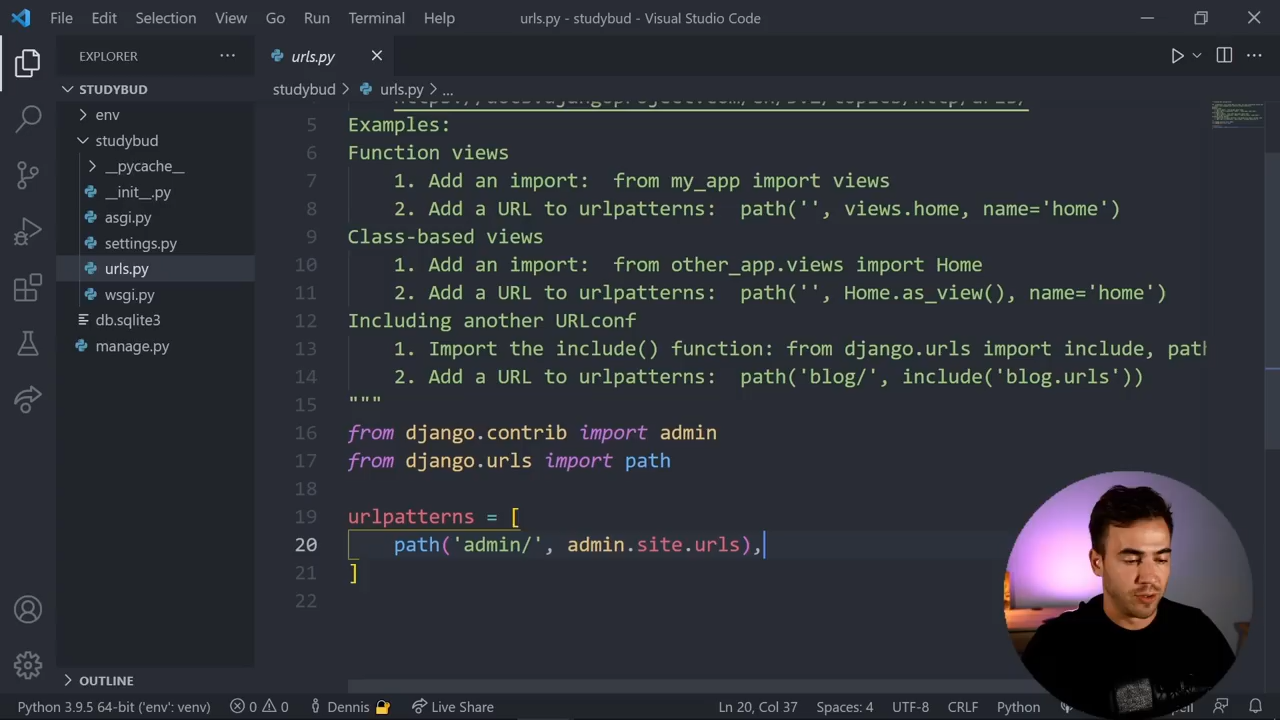 File Edit Selection View Go Run Terminal Help urls.py - studybud - Visual Studio Code
EXPLORER ··· urls.py
STUDYBUD studybud > urls.py > ...
env
studybud
__pycache__
__init__.py
asgi.py
settings.py
urls.py
wsgi.py
db.sqlite3
manage.py
OUTLINE
5 Examples:
6 Function views
7 1. Add an import:  from my_app import views
8 2. Add a URL to urlpatterns:  path('', views.home, name='home')
9 Class-based views
10 1. Add an import:  from other_app.views import Home
11 2. Add a URL to urlpatterns:  path('', Home.as_view(), name='home')
12 Including another URLconf
13 1. Import the include() function: from django.urls import include, path
14 2. Add a URL to urlpatterns:  path('blog/', include('blog.urls'))
15 """
16 from django.contrib import admin
17 from django.urls import path
18
19 urlpatterns = [
20 path('admin/', admin.site.urls),
21 ]
22
Python 3.9.5 64-bit ('env': venv) 0 0 Dennis Live Share Ln 20, Col 37 Spaces: 4 UTF-8 CRLF Python